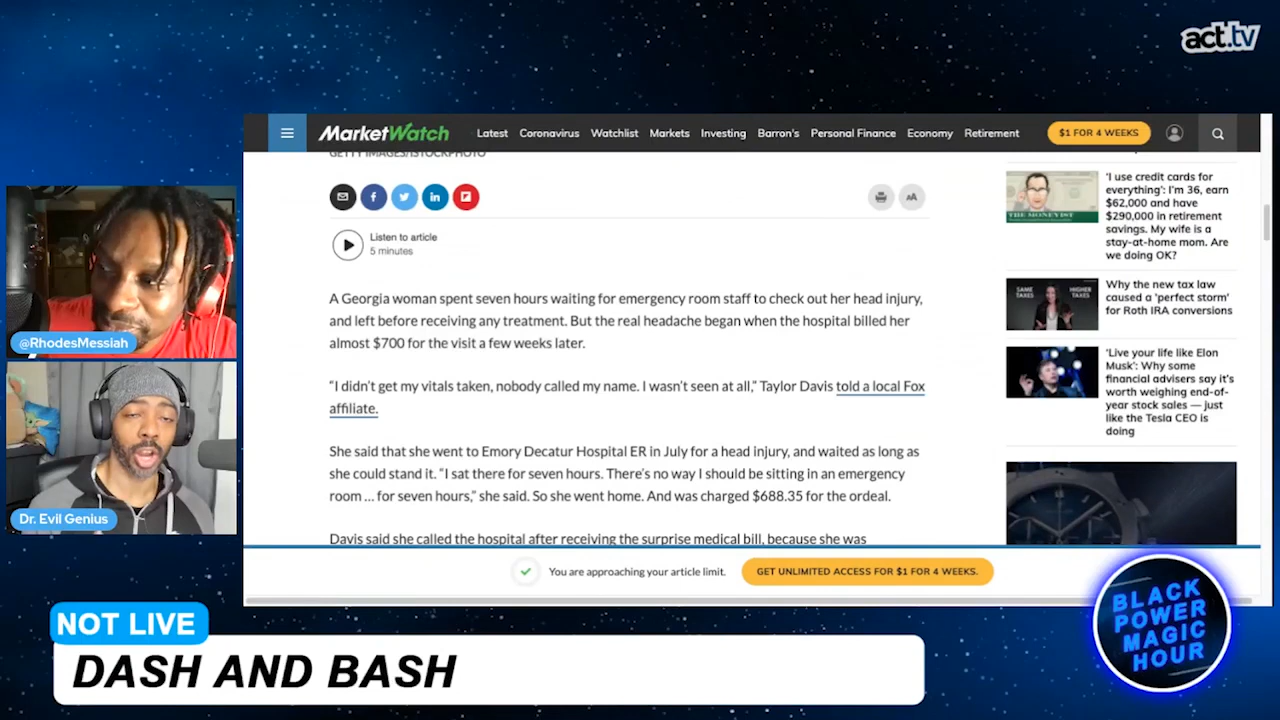 act.tv
MarketWatch
Latest Coronavirus Watchlist Markets Investing Barron's Personal Finance Economy Retirement
$1 FOR 4 WEEKS
GETTY IMAGES/ISTOCKPHOTO
Listen to article
5 minutes
A Georgia woman spent seven hours waiting for emergency room staff to check out her head injury,
and left before receiving any treatment. But the real headache began when the hospital billed her
almost $700 for the visit a few weeks later.
“I didn’t get my vitals taken, nobody called my name. I wasn’t seen at all,” Taylor Davis told a local Fox
affiliate.
She said that she went to Emory Decatur Hospital ER in July for a head injury, and waited as long as
she could stand it. “I sat there for seven hours. There’s no way I should be sitting in an emergency
room … for seven hours,” she said. So she went home. And was charged $688.35 for the ordeal.
Davis said she called the hospital after receiving the surprise medical bill, because she was
THE MONEYIST
‘I use credit cards for
everything’: I’m 36, earn
$62,000 and have
$290,000 in retirement
savings. My wife is a
stay-at-home mom. Are
we doing OK?
SAME
TAXES
HIGHER
TAXES
Why the new tax law
caused a ‘perfect storm’
for Roth IRA conversions
‘Live your life like Elon
Musk’: Why some
financial advisers say it’s
worth weighing end-of-
year stock sales — just
like the Tesla CEO is
doing
You are approaching your article limit.
GET UNLIMITED ACCESS FOR $1 FOR 4 WEEKS.
@RhodesMessiah
Dr. Evil Genius
NOT LIVE
DASH AND BASH
BLACK
POWER
MAGIC
HOUR